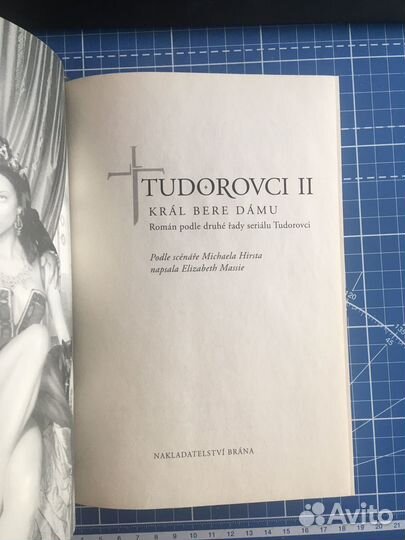 TUDOROVCI II
KRÁL BERE DÁMU
Román podle druhé řady seriálu Tudorovci
Podle scénáře Michaela Hirsta
napsala Elizabeth Massie
NAKLADATELSTVÍ BRÁNA
Avito